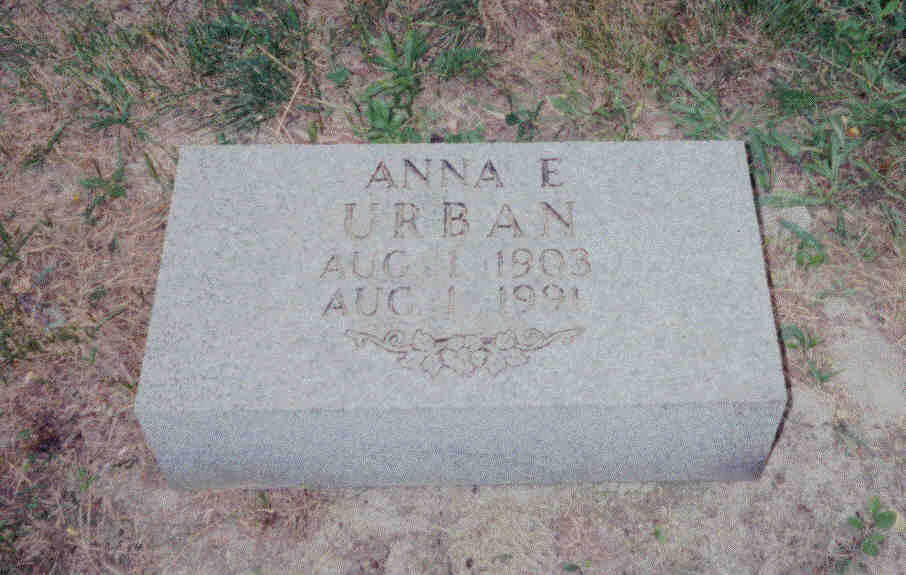 ANNA E
URBAN
AUG. 1, 1903
AUG. 1, 1991